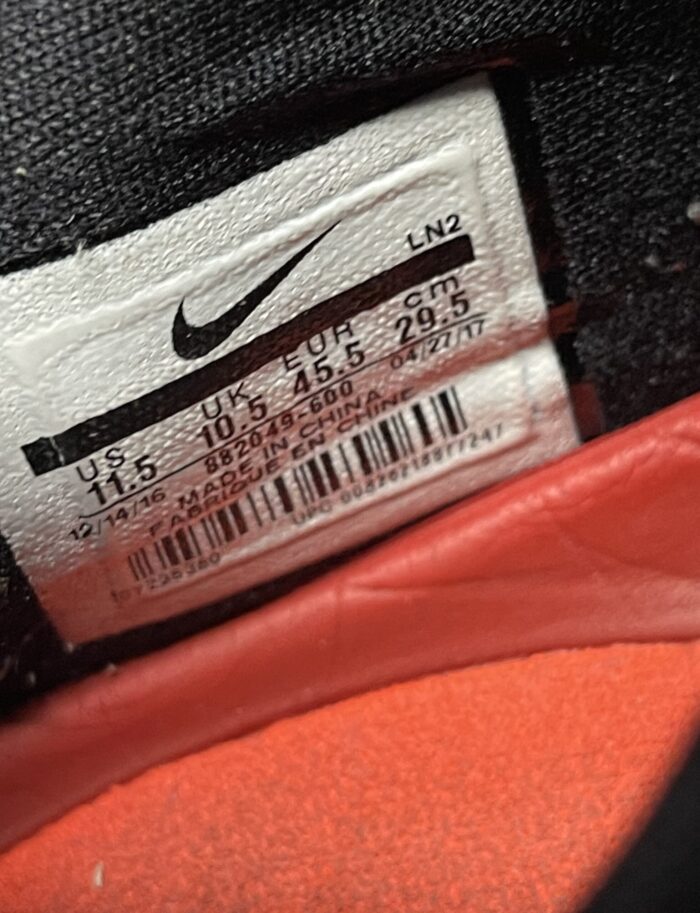 LN2
US UK EUR cm
11.5 10.5 45.5 29.5
12/14/16 882049-600 04/27/17
MADE IN CHINA
FABRIQUE EN CHINE
UPC